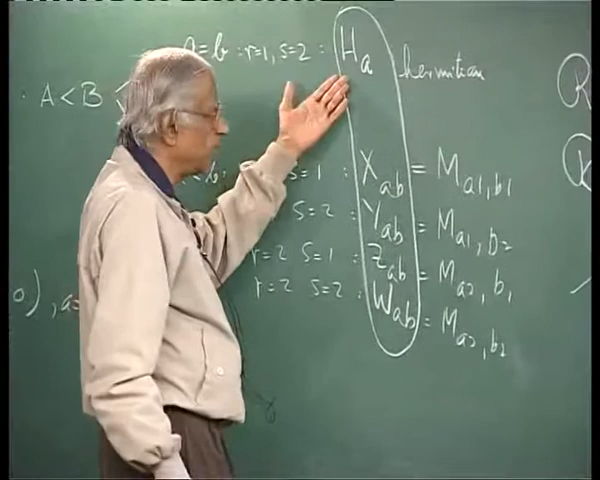 a = b : r=1, s=2 : H_a hermitian
A < B
s=1 : X_ab = M_a1,b1
s=2 : Y_ab = M_a1,b2
r=2 s=1 : Z_ab = M_a2,b1
r=2 s=2 : W_ab = M_a2,b2